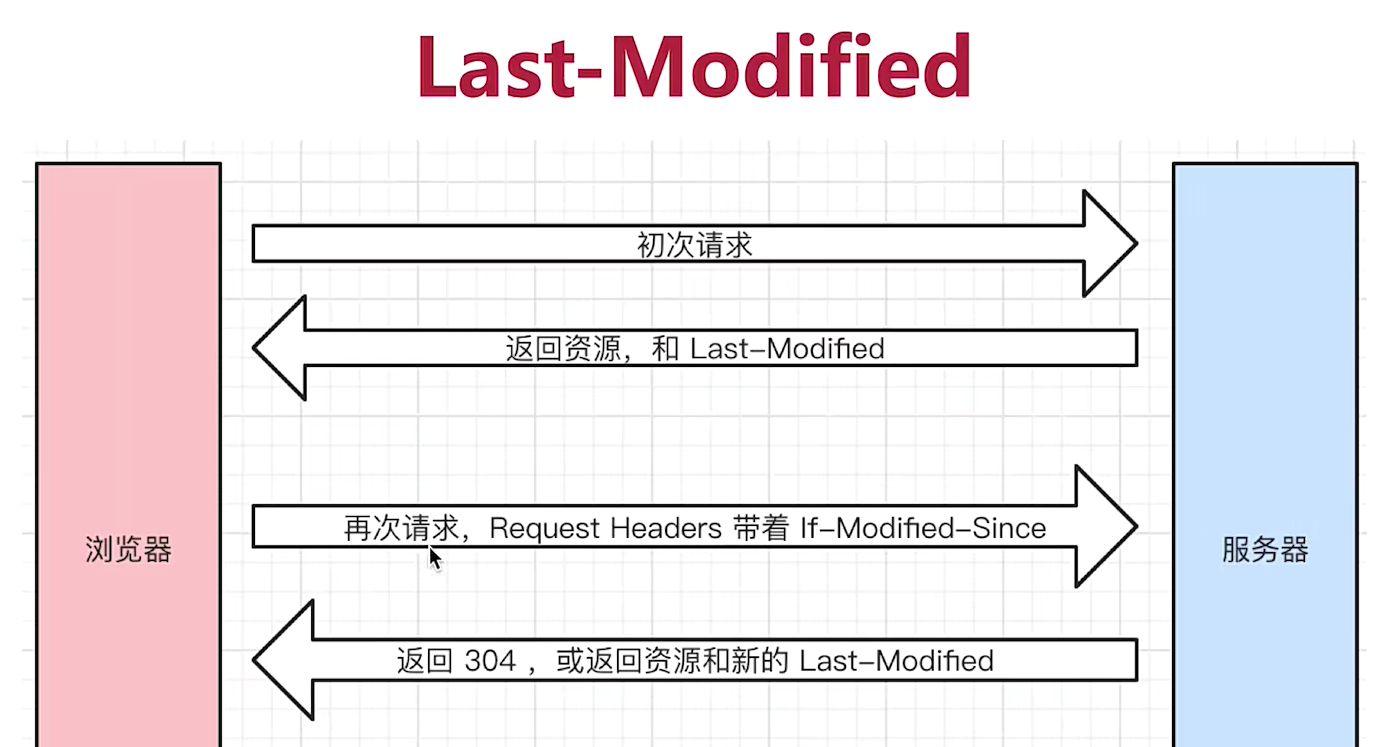 Last-Modified
初次请求
返回资源，和 Last-Modified
再次请求，Request Headers 带着 If-Modified-Since
浏览器
服务器
返回 304 ，或返回资源和新的 Last-Modified